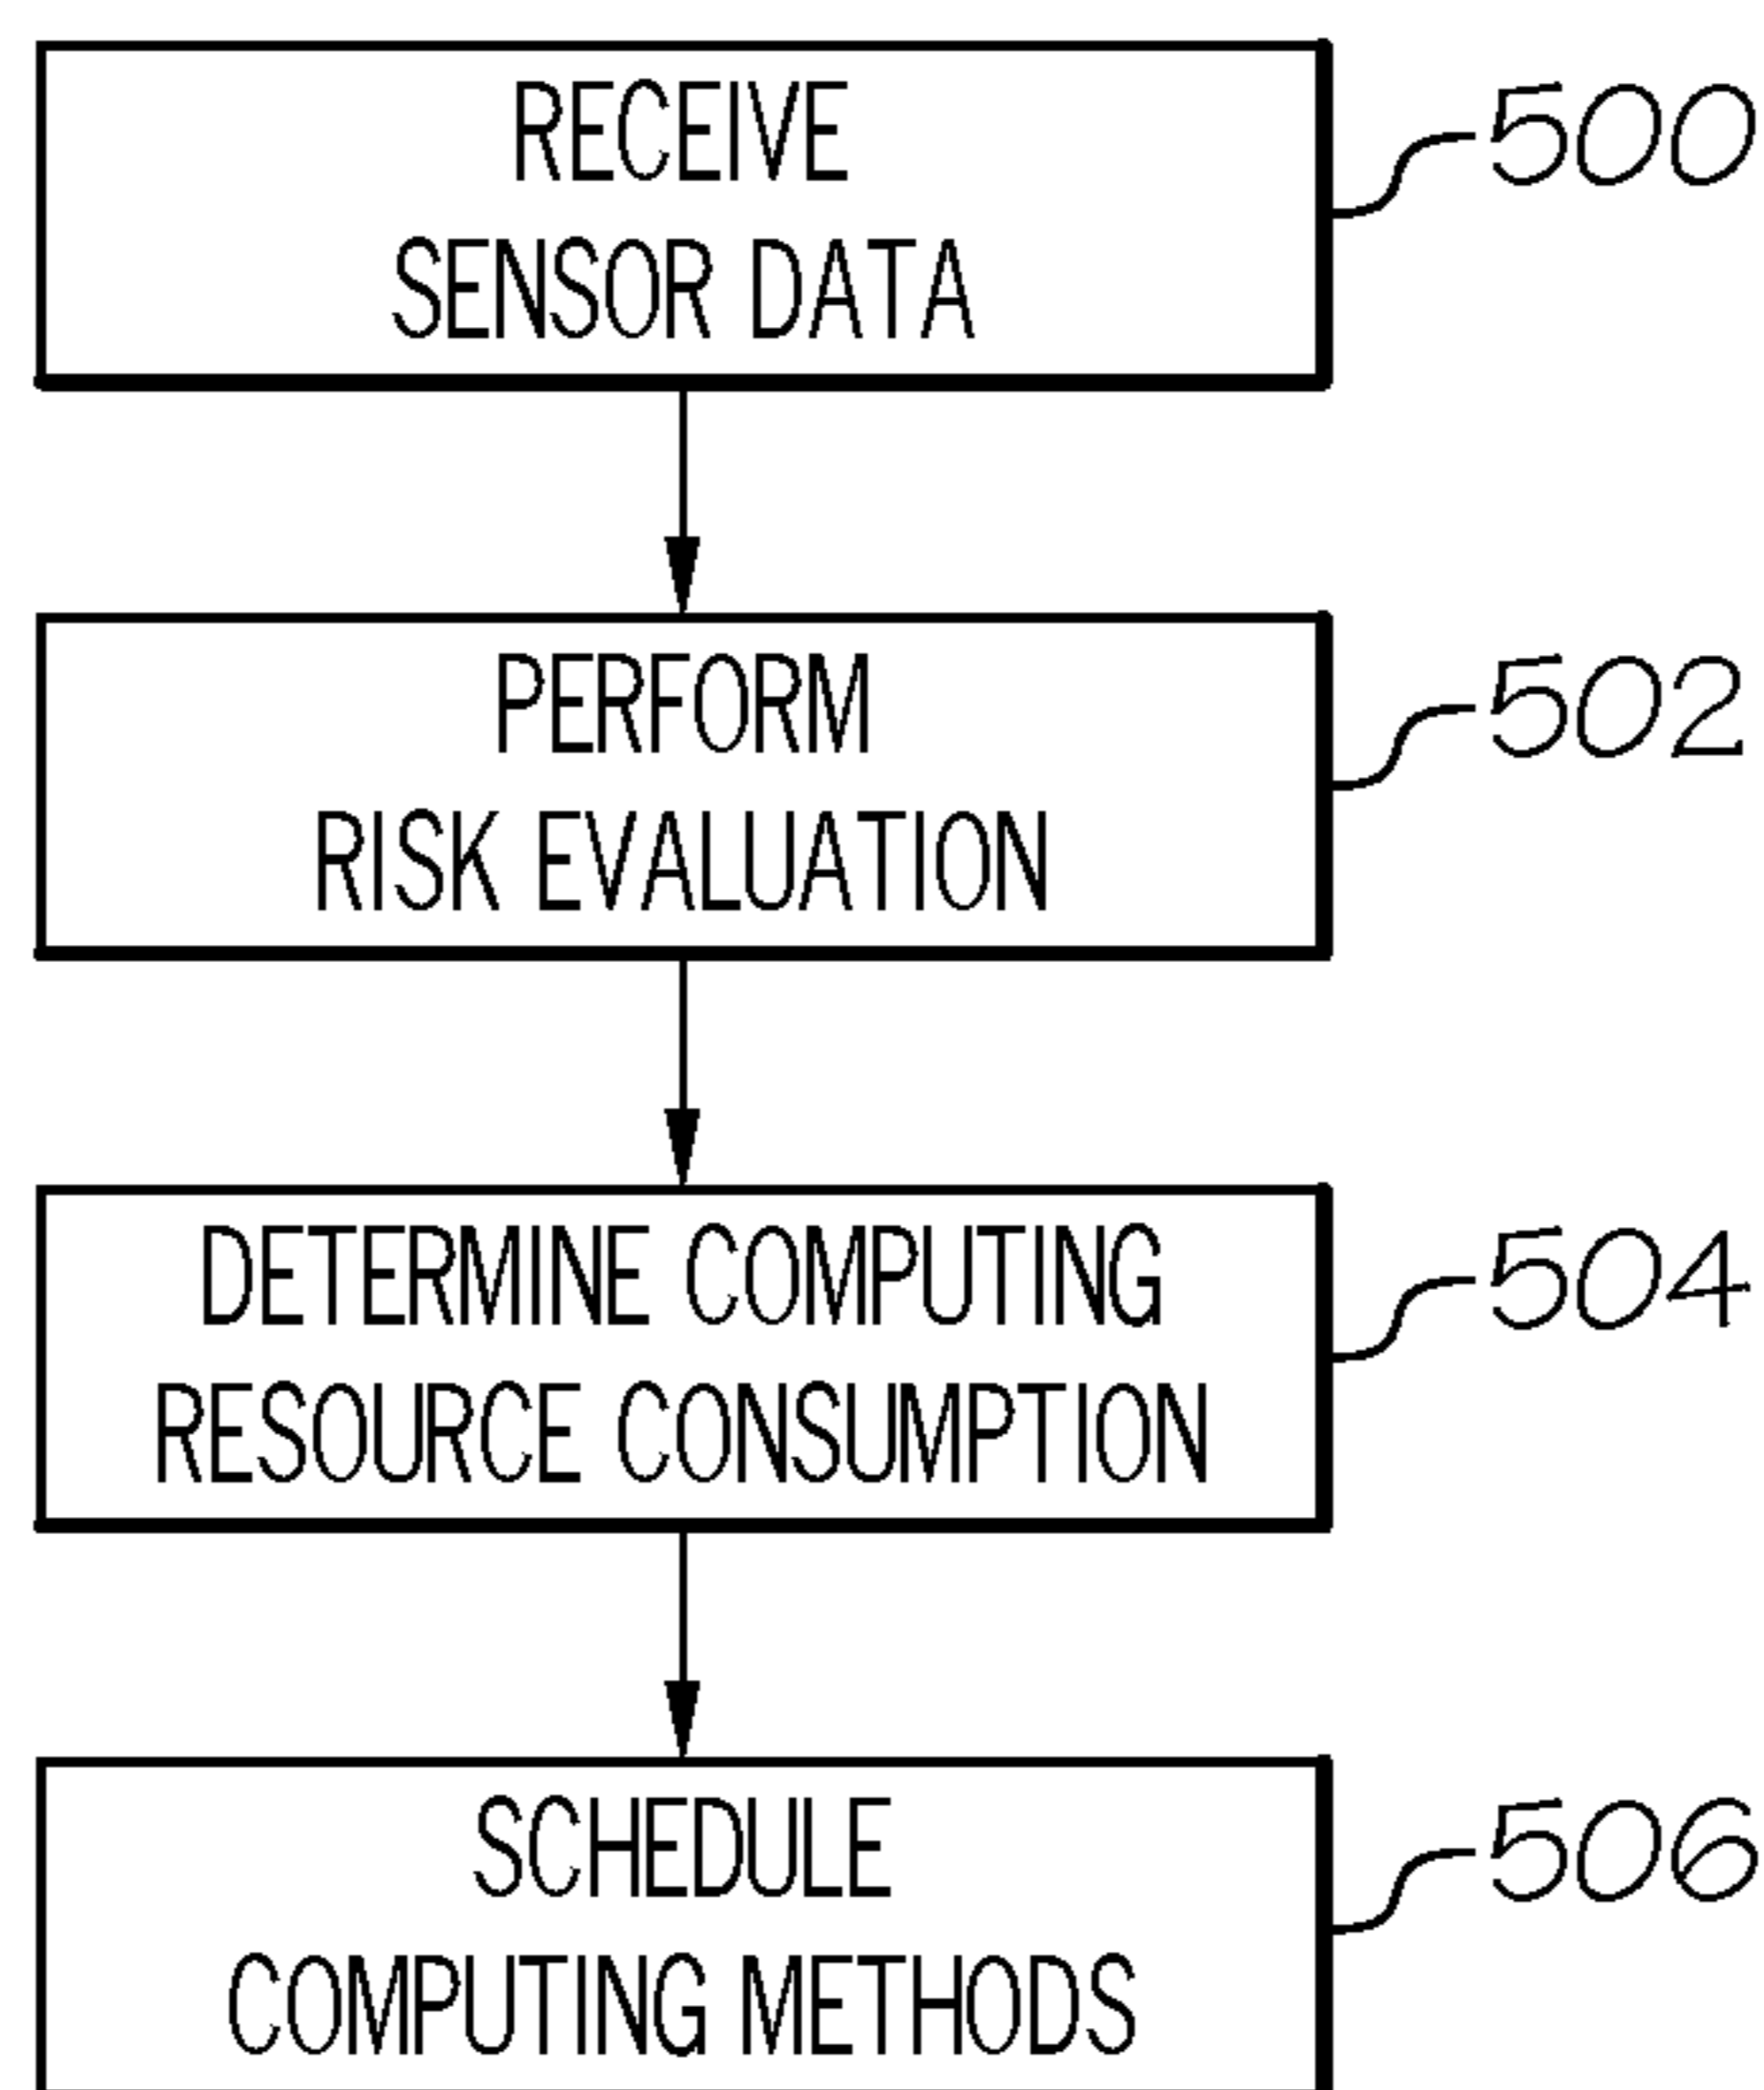 RECEIVE
SENSOR DATA
500
PERFORM
RISK EVALUATION
502
DETERMINE COMPUTING
RESOURCE CONSUMPTION
504
SCHEDULE
COMPUTING METHODS
506